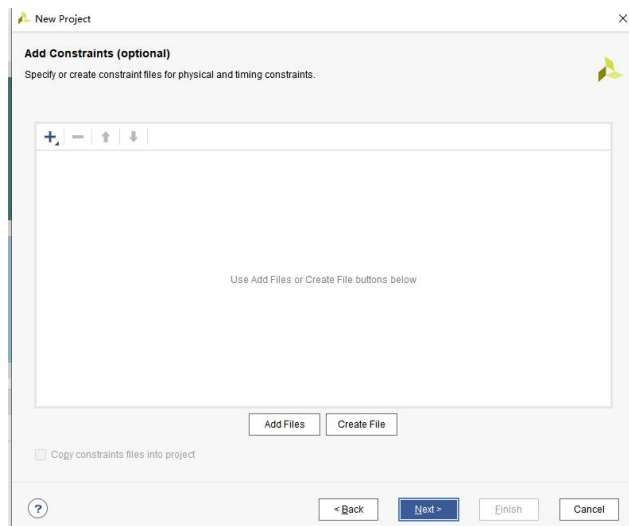 New Project
Add Constraints (optional)
Specify or create constraint files for physical and timing constraints.
Use Add Files or Create File buttons below
Add Files Create File
Copy constraints files into project
? < Back Next > Finish Cancel